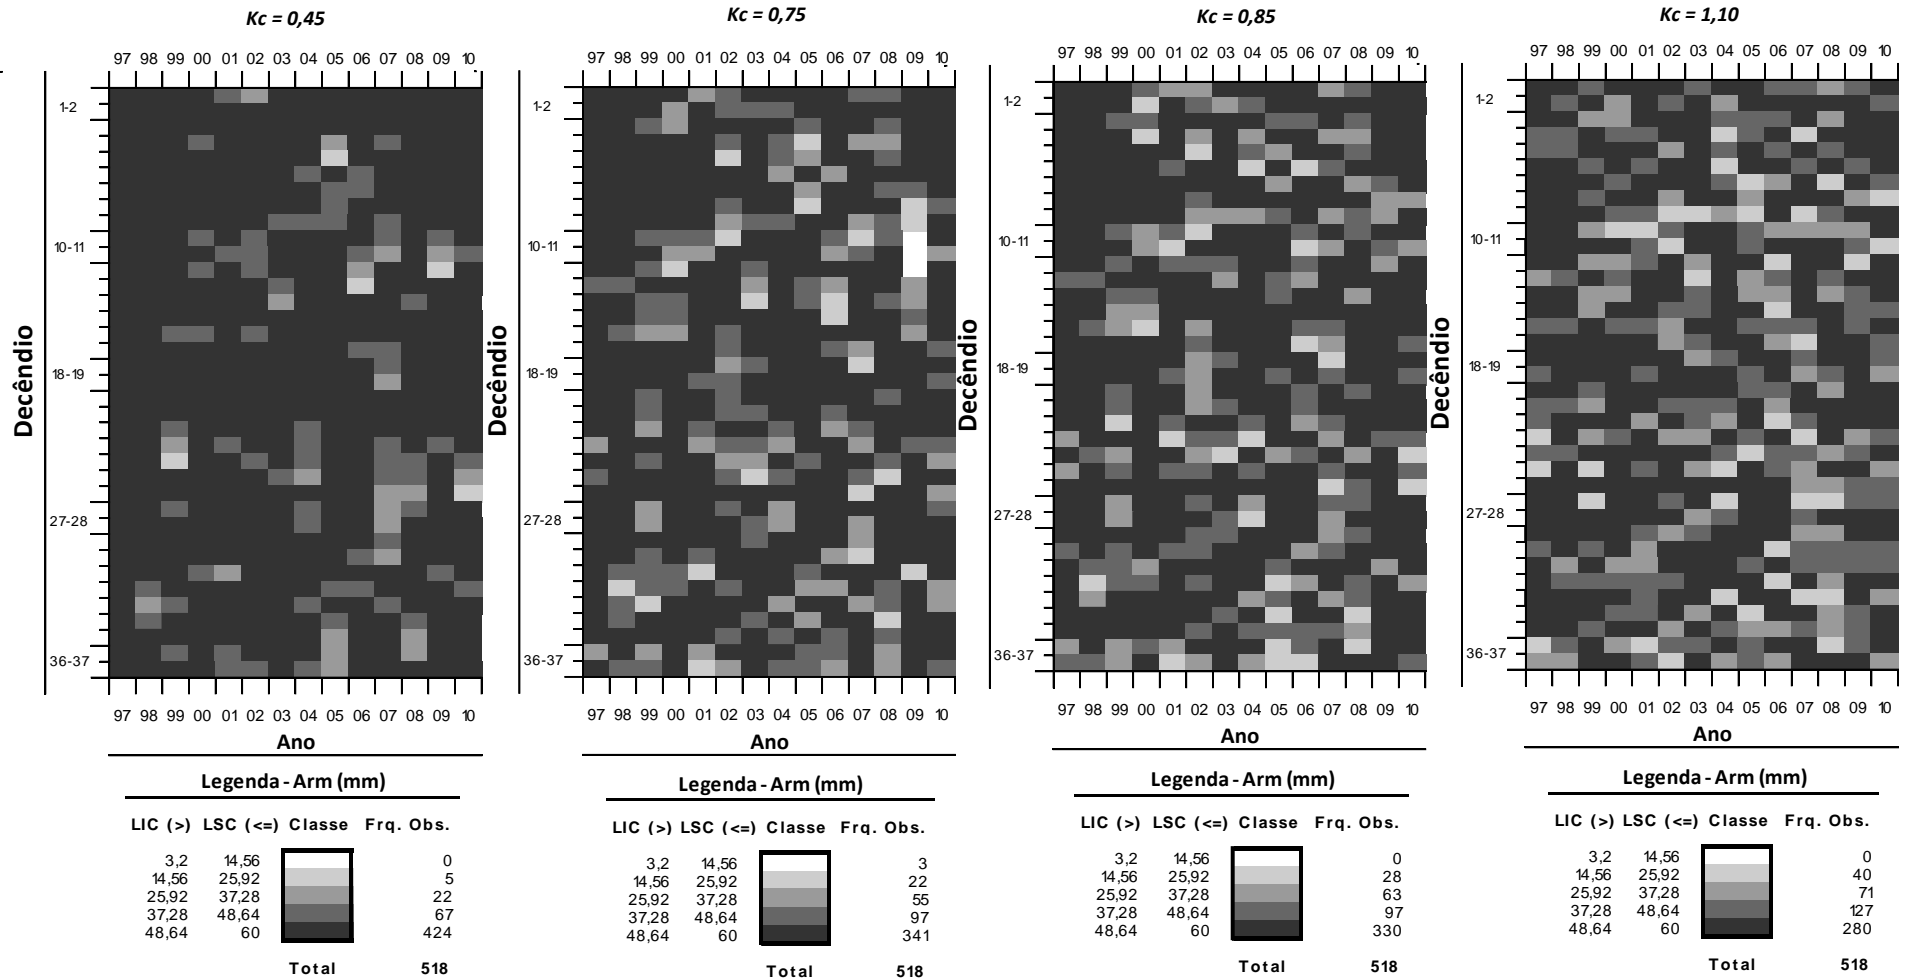 Kc = 0,45
97 98 99 00 01 02 03 04 05 06 07 08 09 10
Decêndio
1-2
10-11
18-19
27-28
36-37
97 98 99 00 01 02 03 04 05 06 07 08 09 10
Ano
Legenda - Arm (mm)
LIC (>) LSC (<=) Classe Frq. Obs.
3,2 14,56 0
14,56 25,92 5
25,92 37,28 22
37,28 48,64 67
48,64 60 424
Total 518
Kc = 0,75
97 98 99 00 01 02 03 04 05 06 07 08 09 10
Decêndio
1-2
10-11
18-19
27-28
36-37
97 98 99 00 01 02 03 04 05 06 07 08 09 10
Ano
Legenda - Arm (mm)
LIC (>) LSC (<=) Classe Frq. Obs.
3,2 14,56 3
14,56 25,92 22
25,92 37,28 55
37,28 48,64 97
48,64 60 341
Total 518
Kc = 0,85
97 98 99 00 01 02 03 04 05 06 07 08 09 10
Decêndio
1-2
10-11
18-19
27-28
36-37
97 98 99 00 01 02 03 04 05 06 07 08 09 10
Ano
Legenda - Arm (mm)
LIC (>) LSC (<=) Classe Frq. Obs.
3,2 14,56 0
14,56 25,92 28
25,92 37,28 63
37,28 48,64 97
48,64 60 330
Total 518
Kc = 1,10
97 98 99 00 01 02 03 04 05 06 07 08 09 10
Decêndio
1-2
10-11
18-19
27-28
36-37
97 98 99 00 01 02 03 04 05 06 07 08 09 10
Ano
Legenda - Arm (mm)
LIC (>) LSC (<=) Classe Frq. Obs.
3,2 14,56 0
14,56 25,92 40
25,92 37,28 71
37,28 48,64 127
48,64 60 280
Total 518